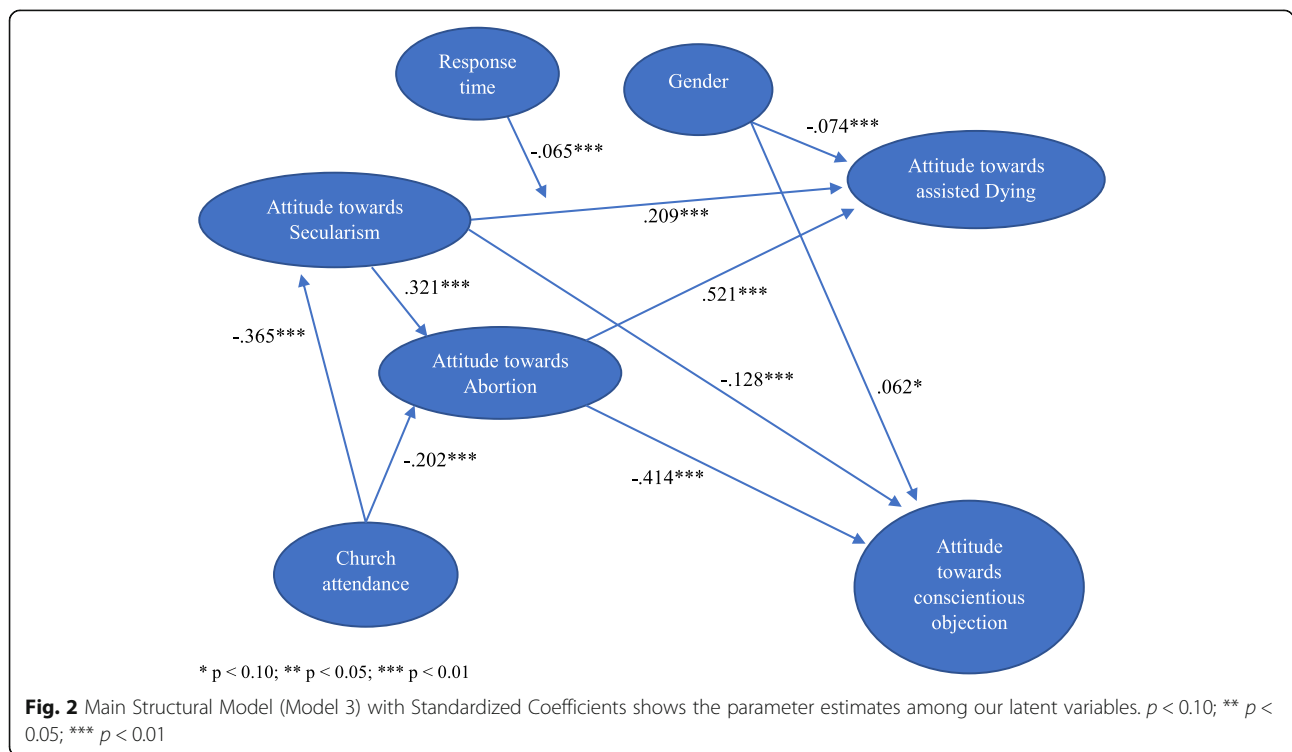 Response
time
Gender
-.074***
-.065***
Attitude towards
assisted Dying
Attitude towards
Secularism
.209***
.321***
.521***
-.365***
Attitude towards
Abortion
-.128***
.062*
-.202***
-.414***
Church
attendance
Attitude
towards
conscientious
objection
* p < 0.10; ** p < 0.05; *** p < 0.01
Fig. 2 Main Structural Model (Model 3) with Standardized Coefficients shows the parameter estimates among our latent variables. p < 0.10; ** p <
0.05; *** p < 0.01